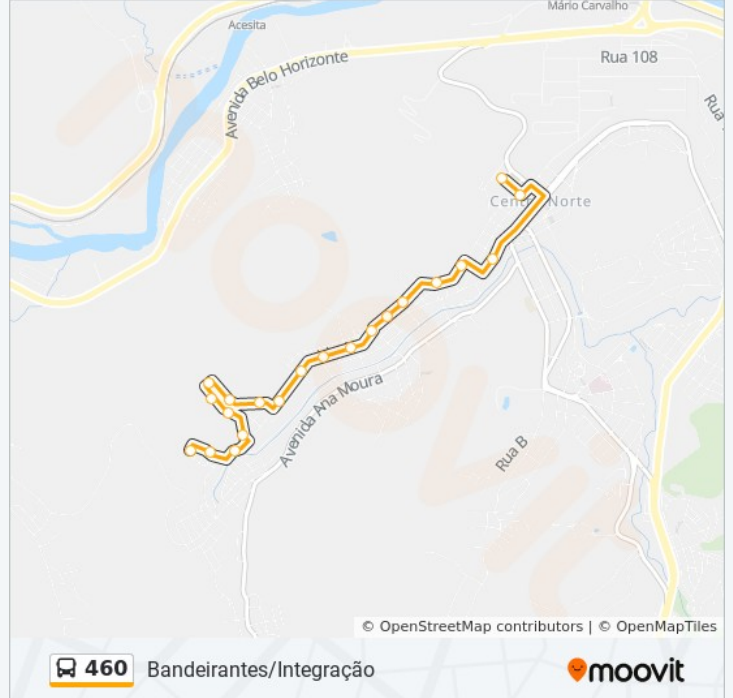 Mário Carvalho
Acesita
Rua 108
Avenida Belo Horizonte
Rua
Centro Norte
Avenida Ana Moura
Rua B
© OpenStreetMap contributors | © OpenMapTiles
460 Bandeirantes/Integração
moovit